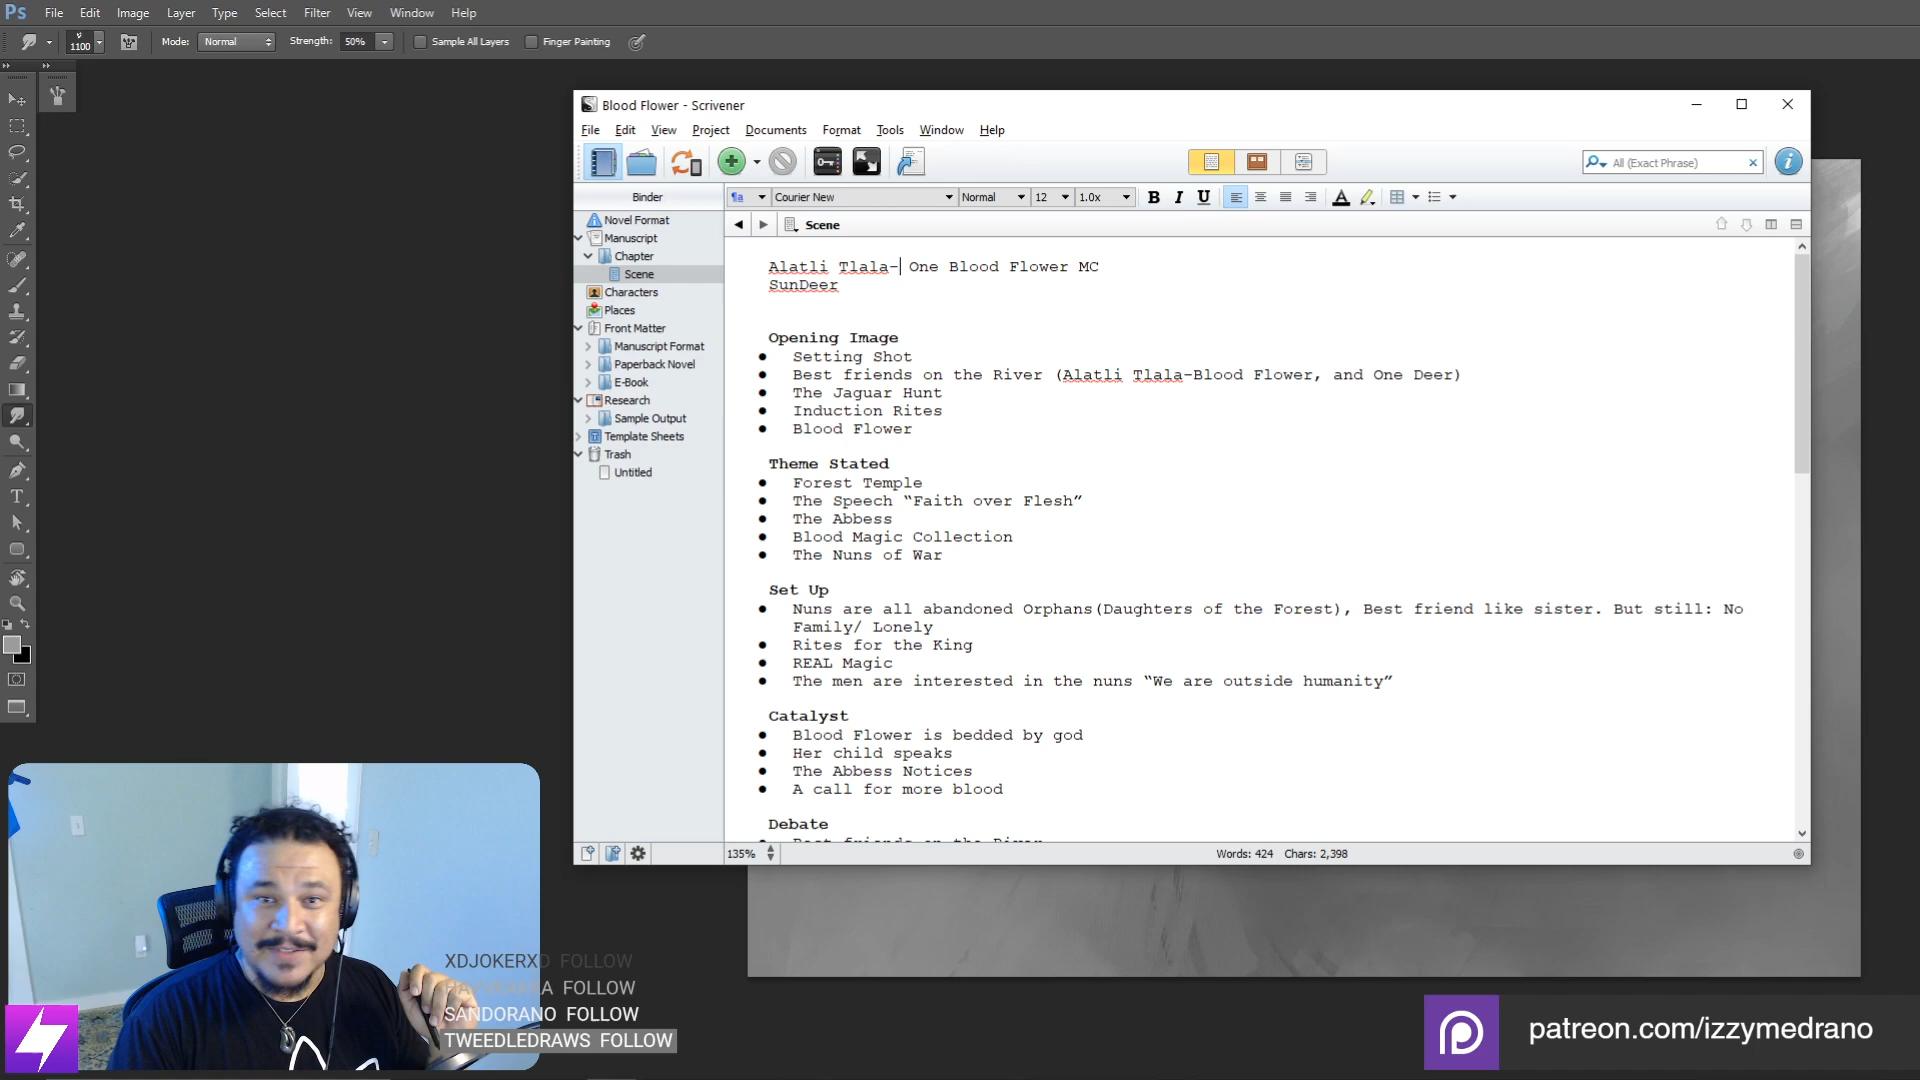 Ps File Edit Image Layer Type Select Filter View Window Help
1100 Mode: Normal Strength: 50% Sample All Layers Finger Painting
Blood Flower - Scrivener
File Edit View Project Documents Format Tools Window Help
All (Exact Phrase)
Binder
Courier New Normal 12 1.0x B I U A
Novel Format
Manuscript
Chapter
Scene
Characters
Places
Front Matter
Manuscript Format
Paperback Novel
E-Book
Research
Sample Output
Template Sheets
Trash
Untitled
Scene
Alatli Tlala- One Blood Flower MC
SunDeer
Opening Image
● Setting Shot
● Best friends on the River (Alatli Tlala-Blood Flower, and One Deer)
● The Jaguar Hunt
● Induction Rites
● Blood Flower
Theme Stated
● Forest Temple
● The Speech “Faith over Flesh”
● The Abbess
● Blood Magic Collection
● The Nuns of War
Set Up
● Nuns are all abandoned Orphans(Daughters of the Forest), Best friend like sister. But still: No
Family/ Lonely
● Rites for the King
● REAL Magic
● The men are interested in the nuns “We are outside humanity”
Catalyst
● Blood Flower is bedded by god
● Her child speaks
● The Abbess Notices
● A call for more blood
Debate
● Best friends on the River
135% Words: 424 Chars: 2,398
XDJOKERXD FOLLOW
FOLLOW
SANDORANO FOLLOW
TWEEDLEDRAWS FOLLOW
patreon.com/izzymedrano